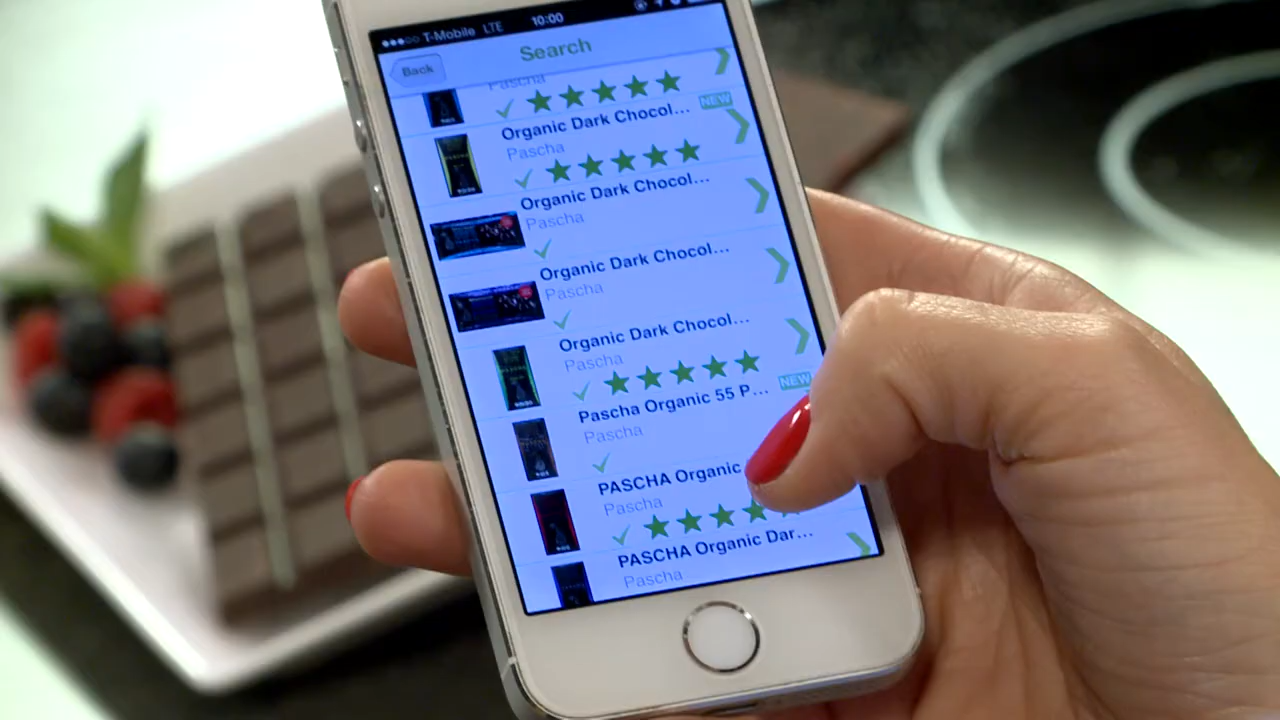 T-Mobile LTE 10:00
Back
Search
Pascha
NEW
Organic Dark Chocol...
Pascha
Organic Dark Chocol...
Pascha
Organic Dark Chocol...
Pascha
Organic Dark Chocol...
Pascha
NEW
Pascha Organic 55 P...
Pascha
PASCHA Organic
Pascha
PASCHA Organic Dar...
Pascha